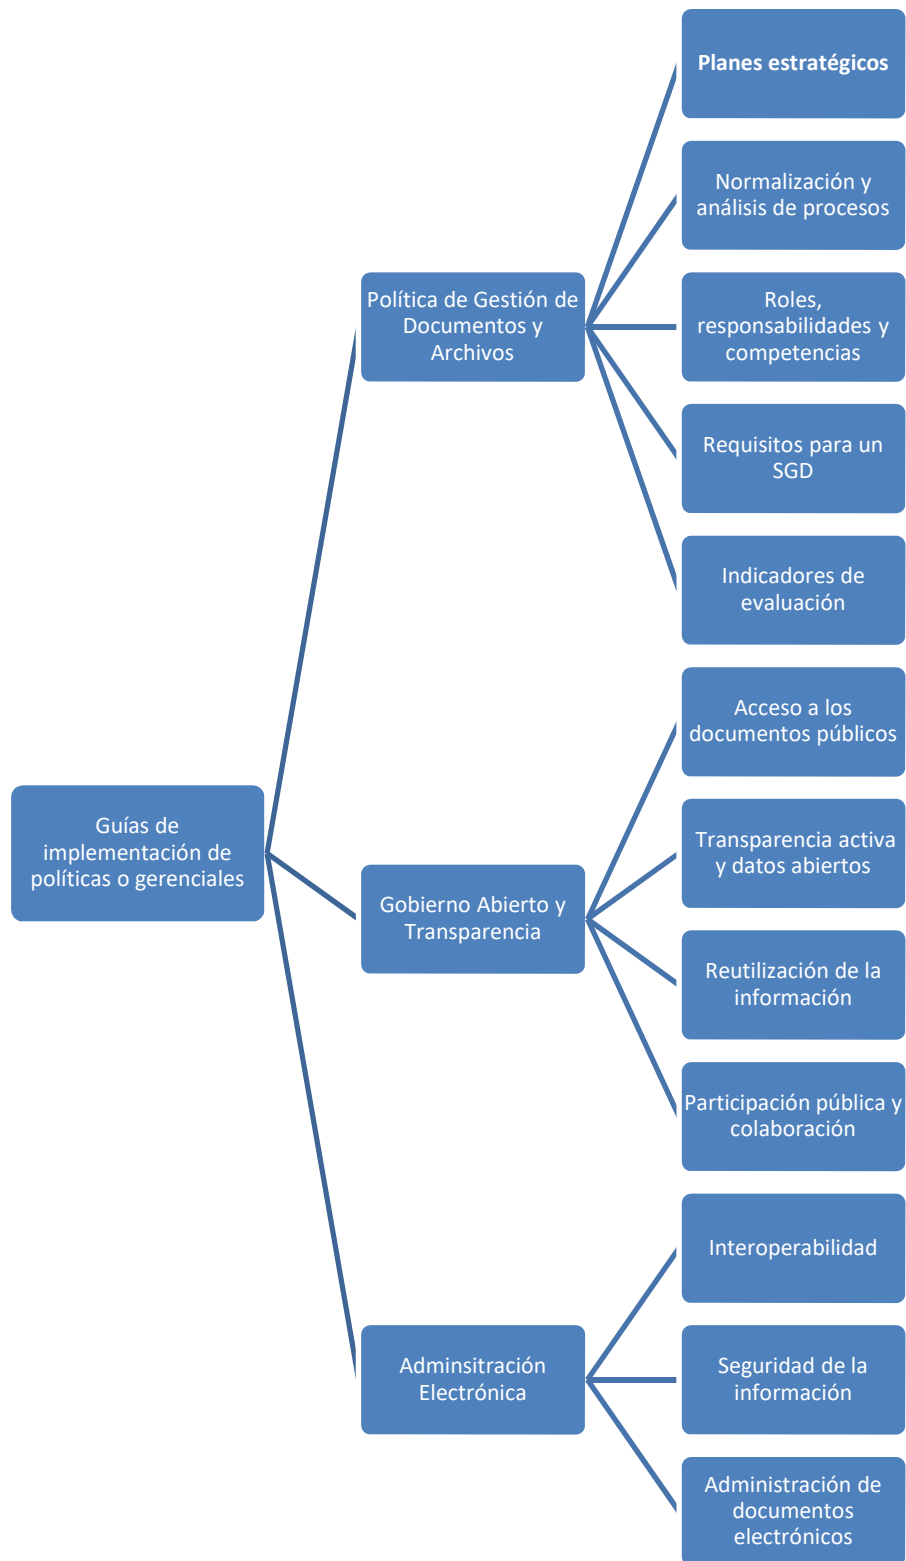 Guías de
implementación de
políticas o gerenciales
Política de Gestión de
Documentos y
Archivos
Planes estratégicos
Normalización y
análisis de procesos
Roles,
responsabilidades y
competencias
Requisitos para un
SGD
Indicadores de
evaluación
Gobierno Abierto y
Transparencia
Acceso a los
documentos públicos
Transparencia activa
y datos abiertos
Reutilización de la
información
Participación pública y
colaboración
Adminsitración
Electrónica
Interoperabilidad
Seguridad de la
información
Administración de
documentos
electrónicos